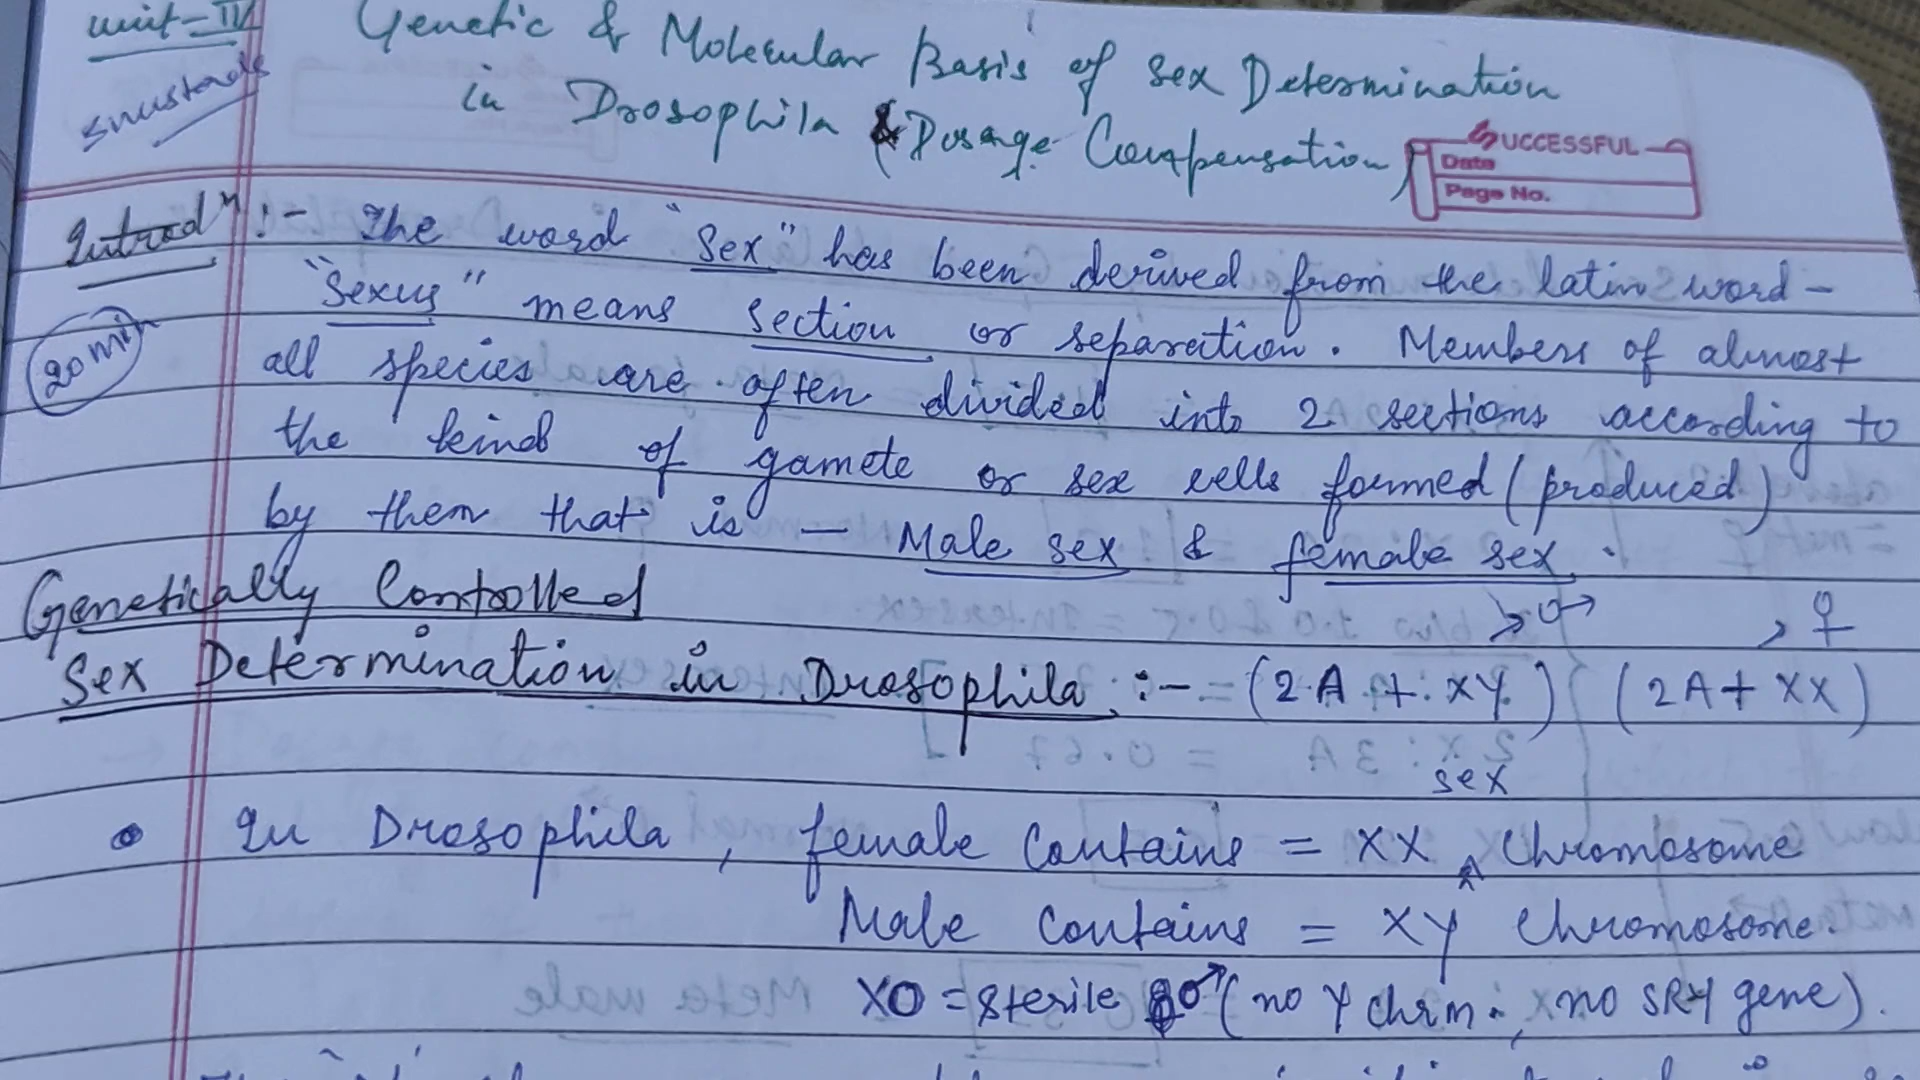 unit-III
Genetic & Molecular Basis of Sex Determination
in Drosophila & Dosage Compensation
SUCCESSFUL
Date
Page No.
Introdⁿ :- The word "Sex" has been derived from the latin word -
"Sexus" means section or separation. Members of almost
20 min
all species are often divided into 2 sections according to
the kind of gamete or sex cells formed (produced)
by them that is — Male sex & female sex.
Genetically Controlled
♂ ♀
Sex Determination in Drosophila :- (2A + XY) (2A + XX)
sex
• In Drosophila, female contains = XX ^ Chromosome
Male contains = XY Chromosome.
XO = sterile ♂ (no Y chrm:, no SRY gene).